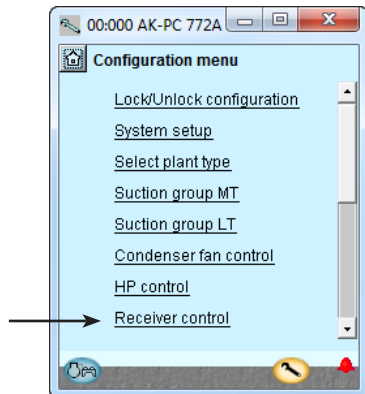 00:000 AK-PC 772A
Configuration menu
Lock/Unlock configuration
System setup
Select plant type
Suction group MT
Suction group LT
Condenser fan control
HP control
Receiver control